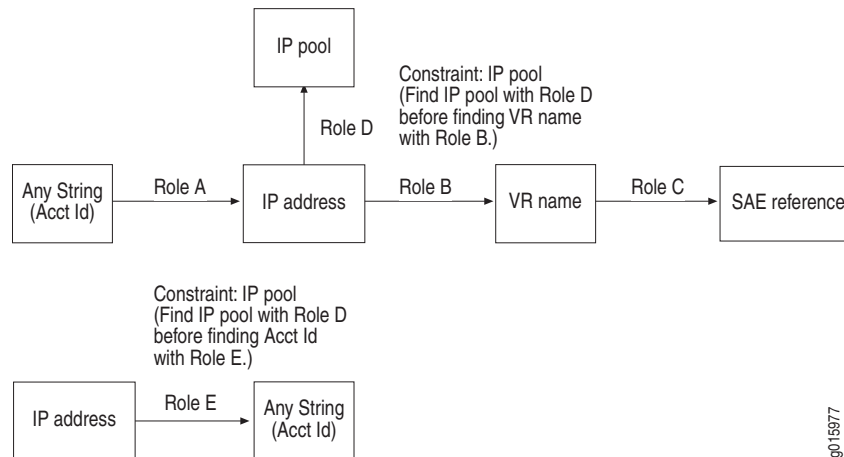 IP pool
Constraint: IP pool
(Find IP pool with Role D
before finding VR name
with Role B.)
Role D
Any String
(Acct Id)
Role A
IP address
Role B
VR name
Role C
SAE reference
Constraint: IP pool
(Find IP pool with Role D
before finding Acct Id
with Role E.)
IP address
Role E
Any String
(Acct Id)
g015977